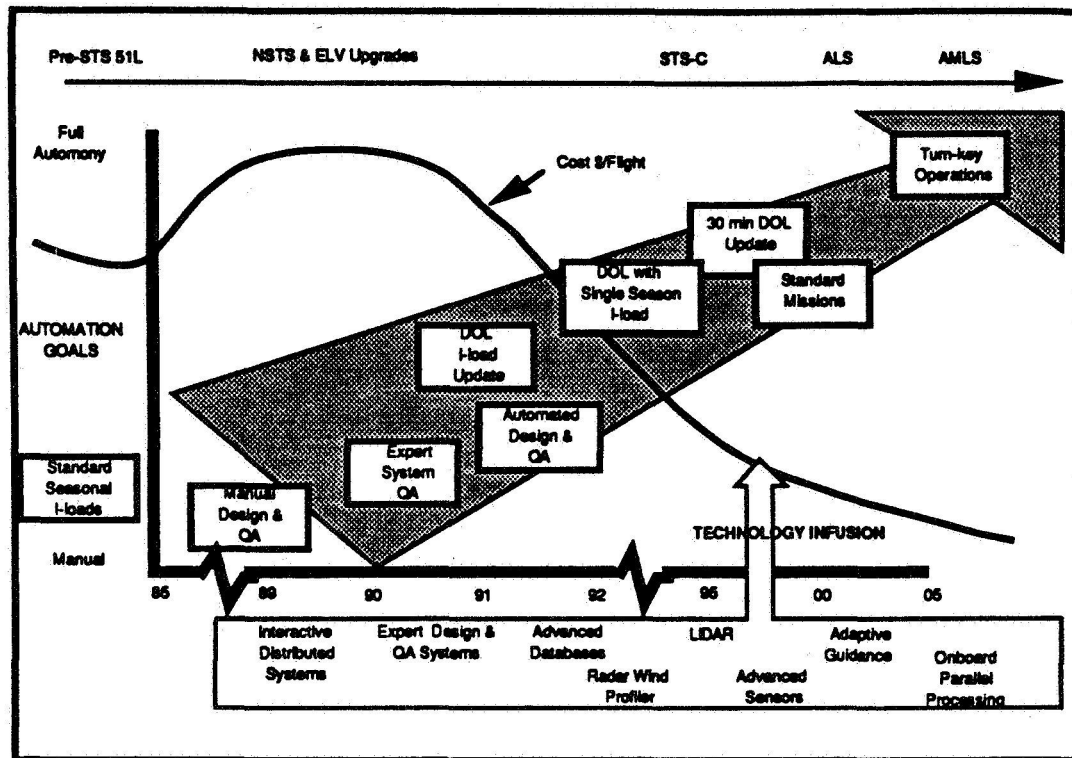 Pre-STS 51L NSTS & ELV Upgrades STS-C ALS AMLS
Full
Automony
Cost $/Flight
Turn-key
Operations
30 min DOL
Update
DOL with
Single Season
I-load
Standard
Missions
AUTOMATION
GOALS
DOL
I-load
Update
Automated
Design &
QA
Expert
System
QA
Standard
Seasonal
I-loads
Manual
Design &
QA
Manual
TECHNOLOGY INFUSION
85 89 90 91 92 95 00 05
Interactive
Distributed
Systems
Expert Design &
QA Systems
Advanced
Databases
Radar Wind
Profiler
LIDAR
Advanced
Sensors
Adaptive
Guidance
Onboard
Parallel
Processing